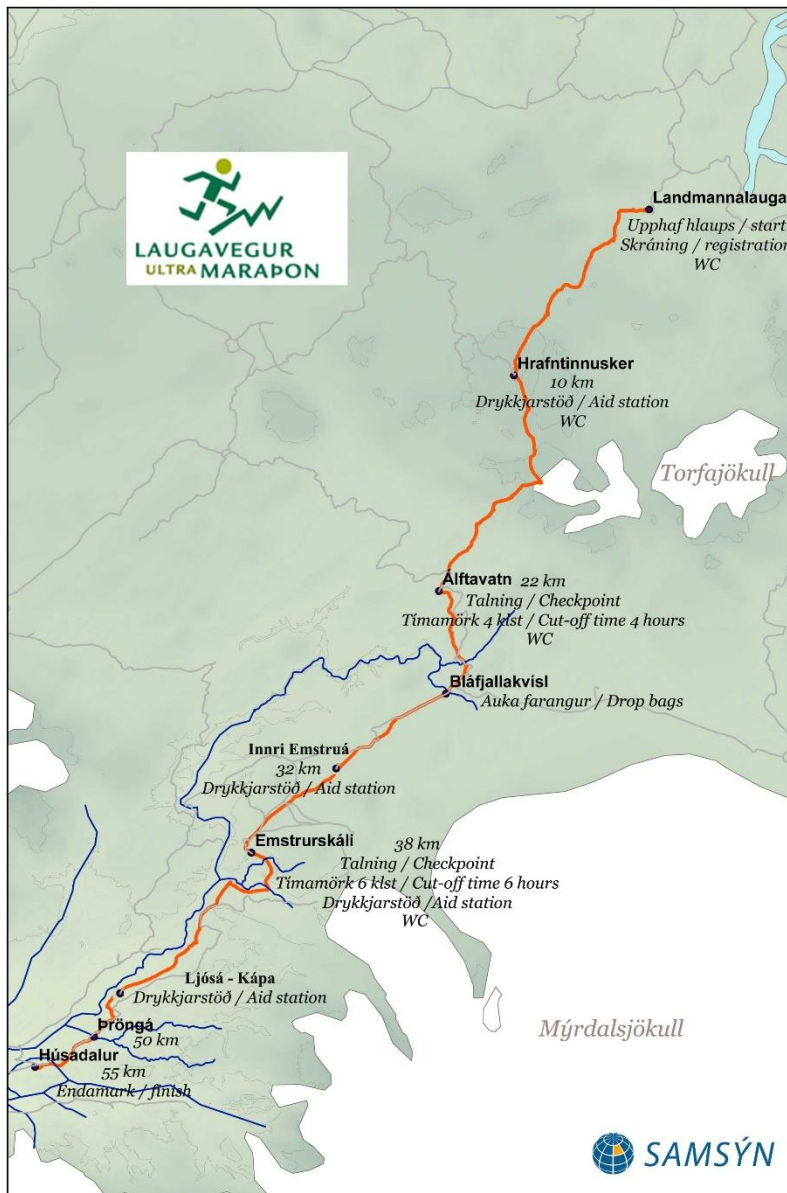 LAUGAVEGUR
ULTRA MARAÞON
Landmannalauga
Upphaf hlaups / start
Skráning / registration
WC
Hrafntinnusker
10 km
Drykkjarstöð / Aid station
WC
Torfajökull
Álftavatn 22 km
Talning / Checkpoint
Tímamörk 4 klst / Cut-off time 4 hours
WC
Bláfjallakvísl
Auka farangur / Drop bags
Innri Emstruá
32 km
Drykkjarstöð / Aid station
Emstrurskáli
38 km
Talning / Checkpoint
Tímamörk 6 klst / Cut-off time 6 hours
Drykkjarstöð /Aid station
WC
Ljósá - Kápa
Drykkjarstöð / Aid station
Mýrdalsjökull
Þröngá
50 km
Húsadalur
55 km
Endamark / finish
SAMSÝN